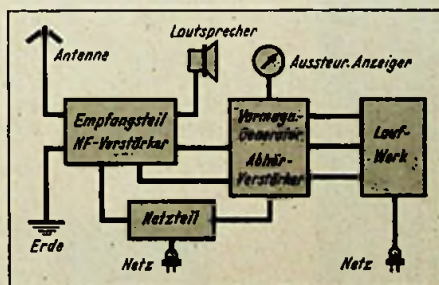 Lautsprecher
Antenne
Aussteur. Anzeiger
Empfangsteil
NF-Verstärker
Vormagn.-
Generator.
Abhör-
Verstärker
Lauf-
Werk
Netzteil
Erde
Netz
Netz